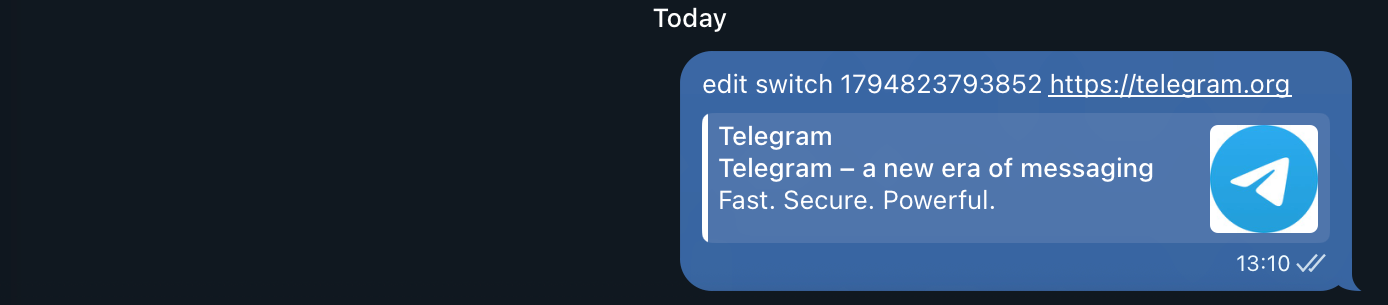 Today
edit switch 1794823793852 https://telegram.org
Telegram
Telegram – a new era of messaging
Fast. Secure. Powerful.
13:10